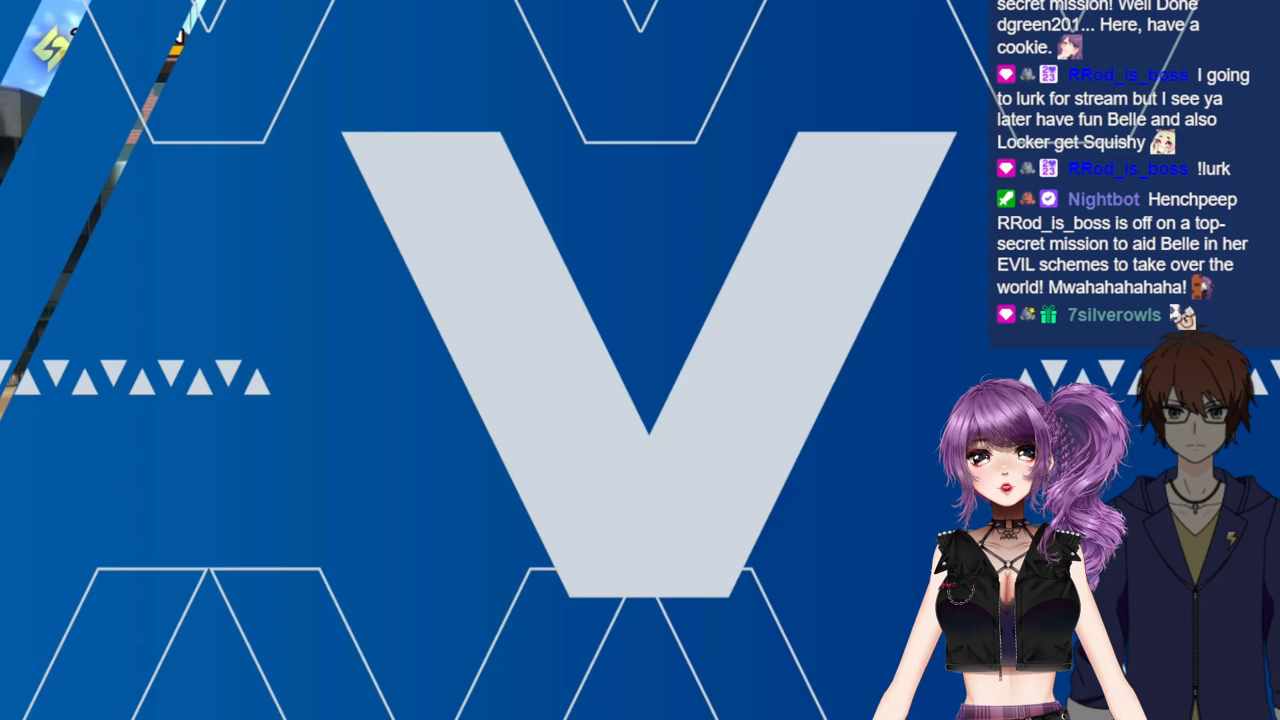 secret mission! Well Done
dgreen201... Here, have a
cookie.
RRod_is_boss I going
to lurk for stream but I see ya
later have fun Belle and also
Locker get Squishy
RRod_is_boss !lurk
Nightbot Henchpeep
RRod_is_boss is off on a top-
secret mission to aid Belle in her
EVIL schemes to take over the
world! Mwahahahahaha!
7silverowls
V